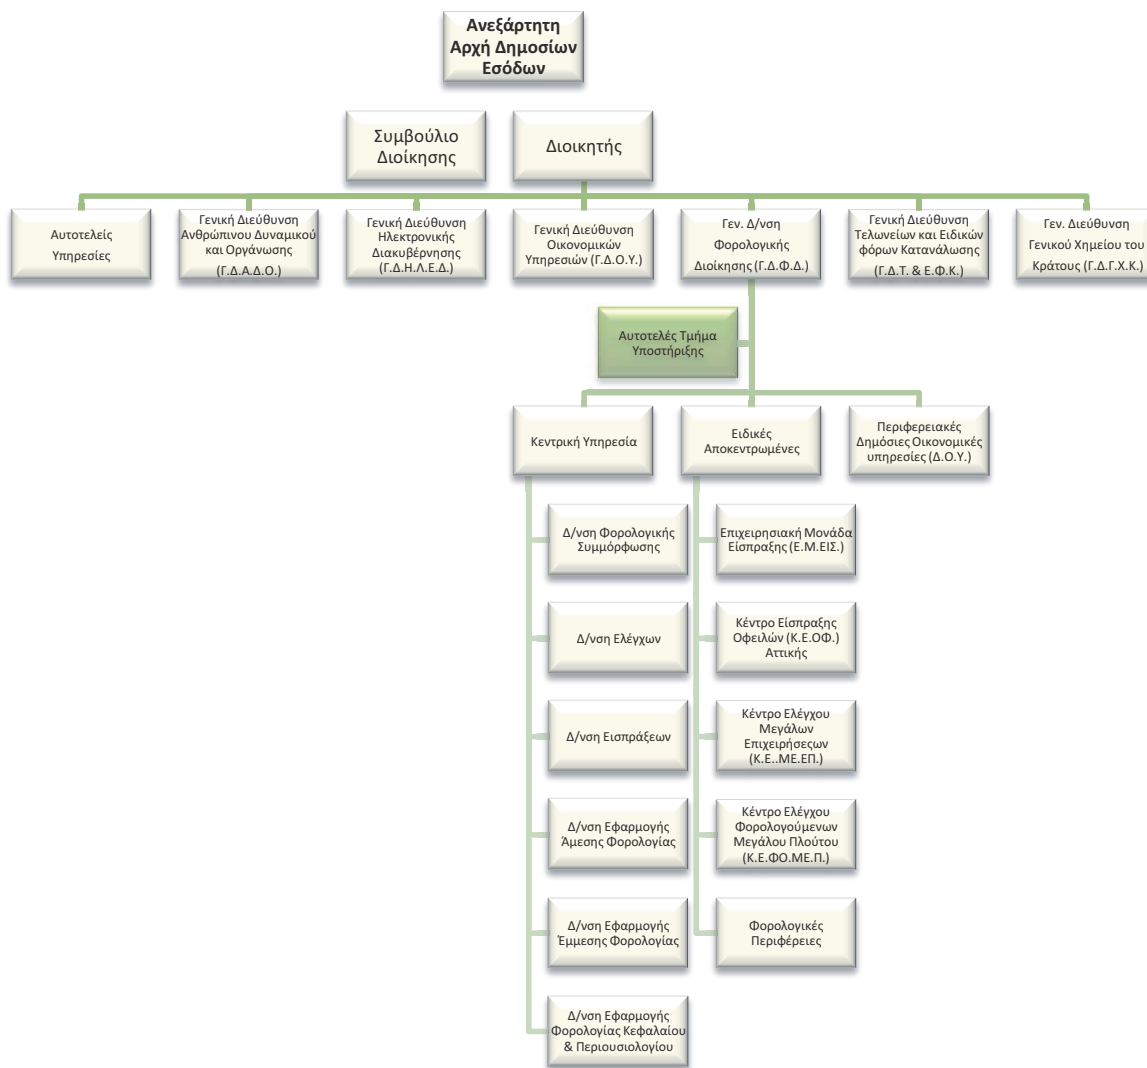 Ανεξάρτητη
Αρχή Δημοσίων
Εσόδων
Συμβούλιο
Διοίκησης
Διοικητής
Αυτοτελείς
Υπηρεσίες
Γενική Διεύθυνση
Ανθρώπινου Δυναμικού
και Οργάνωσης
(Γ.Δ.Α.Δ.Ο.)
Γενική Διεύθυνση
Ηλεκτρονικής
Διακυβέρνησης
(Γ.Δ.Η.Λ.Ε.Δ.)
Γενική Διεύθυνση
Οικονομικών
Υπηρεσιών (Γ.Δ.Ο.Υ.)
Γεν. Δ/νση
Φορολογικής
Διοίκησης (Γ.Δ.Φ.Δ.)
Γενική Διεύθυνση
Τελωνείων και Ειδικών
φόρων Κατανάλωσης
(Γ.Δ.Τ. & Ε.Φ.Κ.)
Γεν. Διεύθυνση
Γενικού Χημείου του
Κράτους (Γ.Δ.Γ.Χ.Κ.)
Αυτοτελές Τμήμα
Υποστήριξης
Κεντρική Υπηρεσία
Ειδικές
Αποκεντρωμένες
Περιφερειακές
Δημόσιες Οικονομικές
υπηρεσίες (Δ.Ο.Υ.)
Δ/νση Φορολογικής
Συμμόρφωσης
Δ/νση Ελέγχων
Δ/νση Εισπράξεων
Δ/νση Εφαρμογής
Άμεσης Φορολογίας
Δ/νση Εφαρμογής
Έμμεσης Φορολογίας
Δ/νση Εφαρμογής
Φορολογίας Κεφαλαίου
& Περιουσιολογίου
Επιχειρησιακή Μονάδα
Είσπραξης (Ε.Μ.ΕΙΣ.)
Κέντρο Είσπραξης
Οφειλών (Κ.Ε.ΟΦ.)
Αττικής
Κέντρο Ελέγχου
Μεγάλων
Επιχειρήσεςων
(Κ.Ε..ΜΕ.ΕΠ.)
Κέντρο Ελέγχου
Φορολογούμενων
Μεγάλου Πλούτου
(Κ.Ε.ΦΟ.ΜΕ.Π.)
Φορολογικές
Περιφέρειες